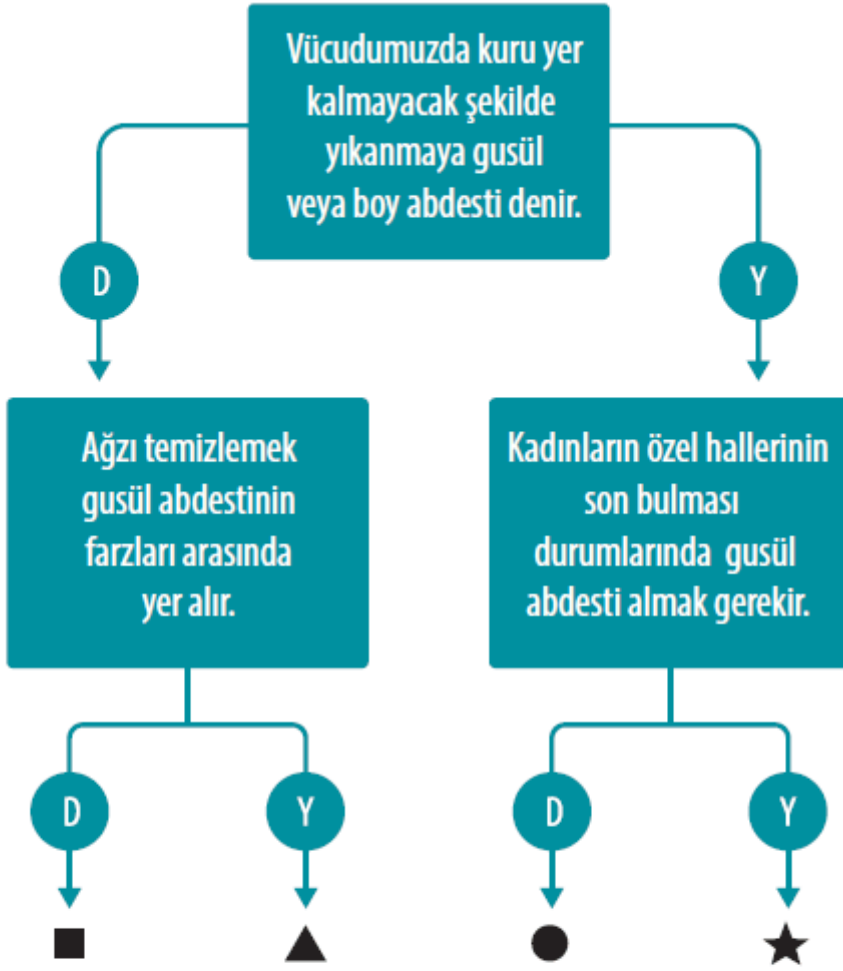 Vücudumuzda kuru yer
kalmayacak şekilde
yıkanmaya gusül
veya boy abdesti denir.
D
Y
Ağzı temizlemek
gusül abdestinin
farzları arasında
yer alır.
Kadınların özel hallerinin
son bulması
durumlarında gusül
abdesti almak gerekir.
D
Y
D
Y